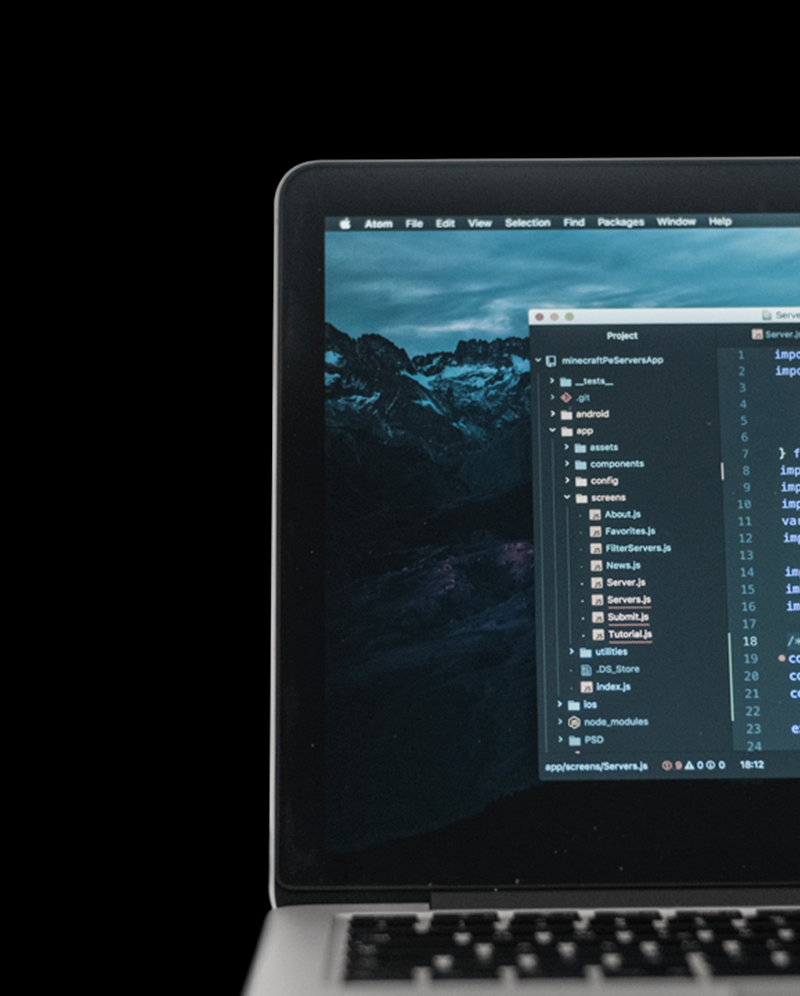 Atom File Edit View Selection Find Packages Window Help
Serve
Project
Server.j
minecraftPeServersApp
__tests__
.git
android
app
assets
components
config
screens
About.js
Favorites.js
FilterServers.js
News.js
Server.js
Servers.js
Submit.js
Tutorial.js
utilities
.DS_Store
index.js
ios
node_modules
PSD
1 impo
2 impo
3
4
5
6
7 } f
8 imp
9 imp
10 imp
11 var
12 imp
13
14 im
15 im
16 im
17
18 /*
19 co
20 co
21 co
22
23 e
24
app/screens/Servers.js 9 0 0 18:12